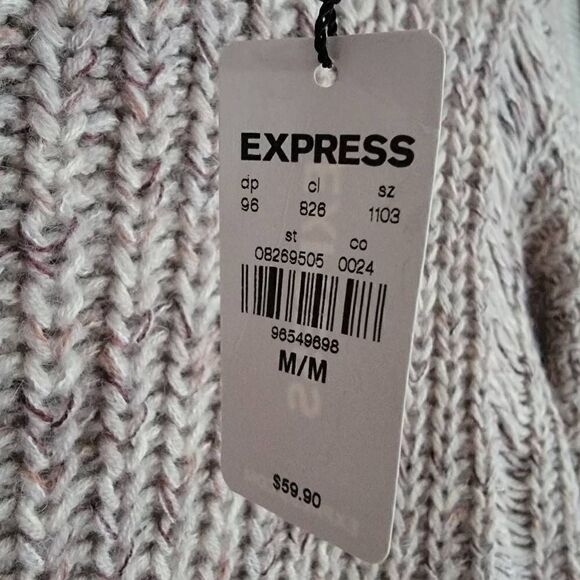 EXPRESS
dp cl sz
96 826 1103
st co
08269505 0024
96549698
M/M
$59.90